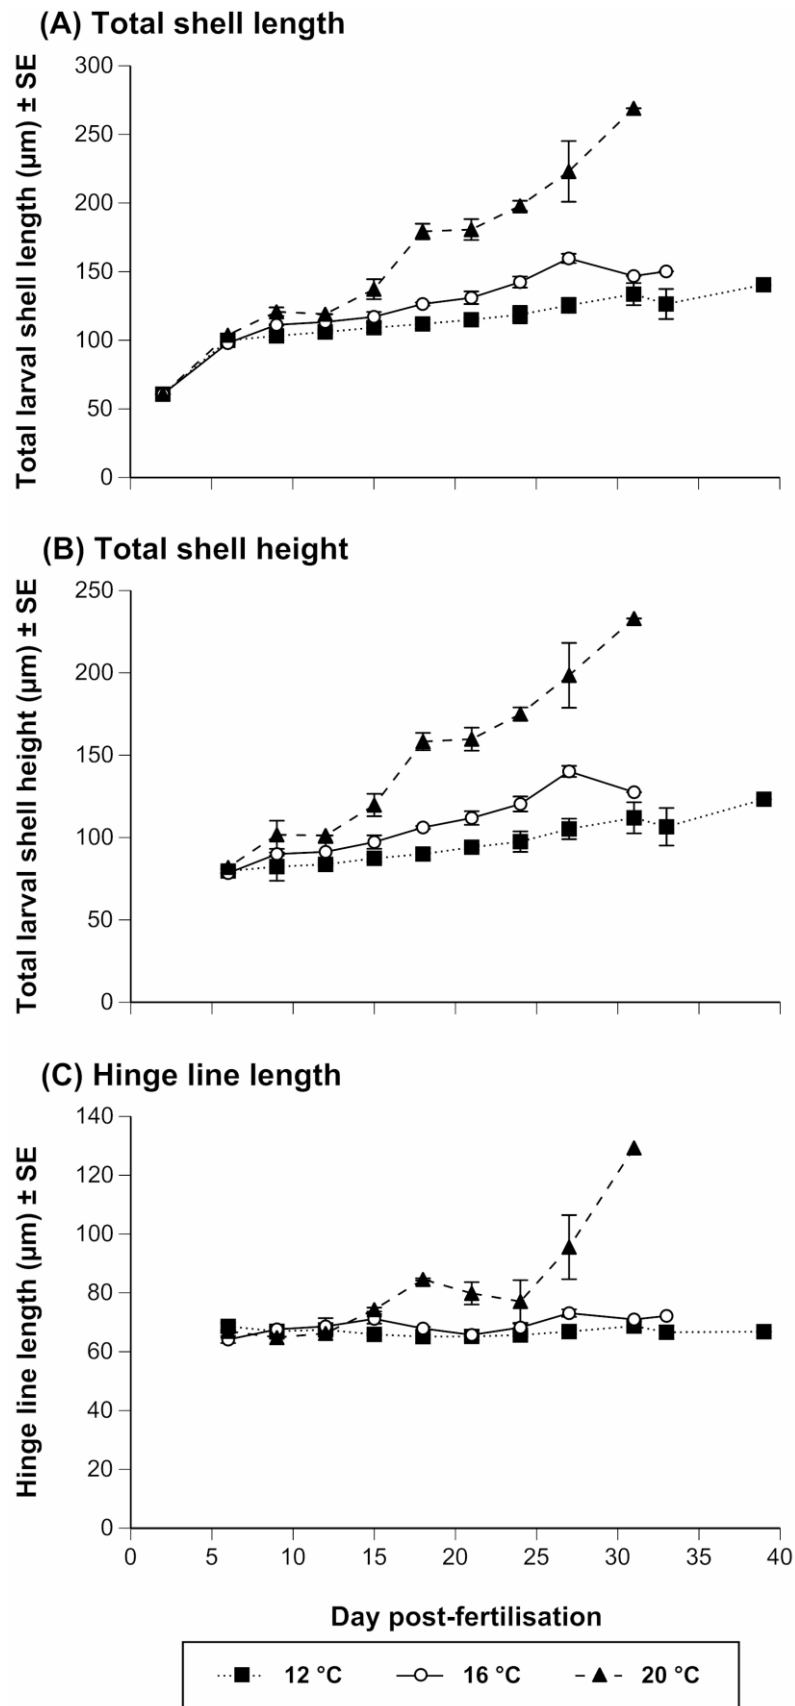 (A) Total shell length
Total larval shell length (µm) ± SE
300
250
200
150
100
50
0
(B) Total shell height
Total larval shell height (µm) ± SE
250
200
150
100
50
0
(C) Hinge line length
Hinge line length (µm) ± SE
140
120
100
80
60
40
20
0
0 5 10 15 20 25 30 35 40
Day post-fertilisation
12 °C 16 °C 20 °C